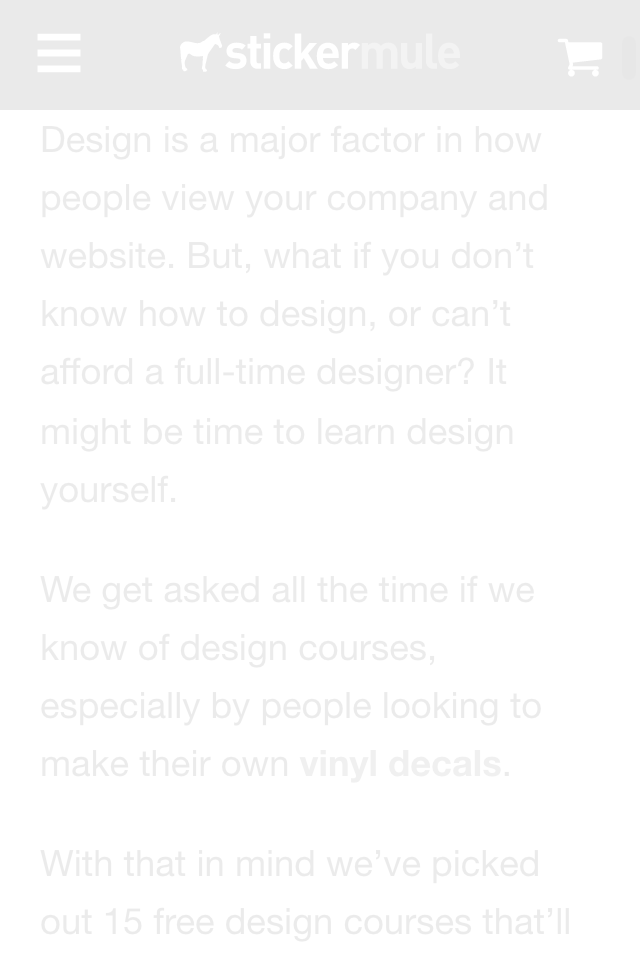 stickermule
Design is a major factor in how
people view your company and
website. But, what if you don’t
know how to design, or can’t
afford a full-time designer? It
might be time to learn design
yourself.
We get asked all the time if we
know of design courses,
especially by people looking to
make their own vinyl decals.
With that in mind we’ve picked
out 15 free design courses that’ll